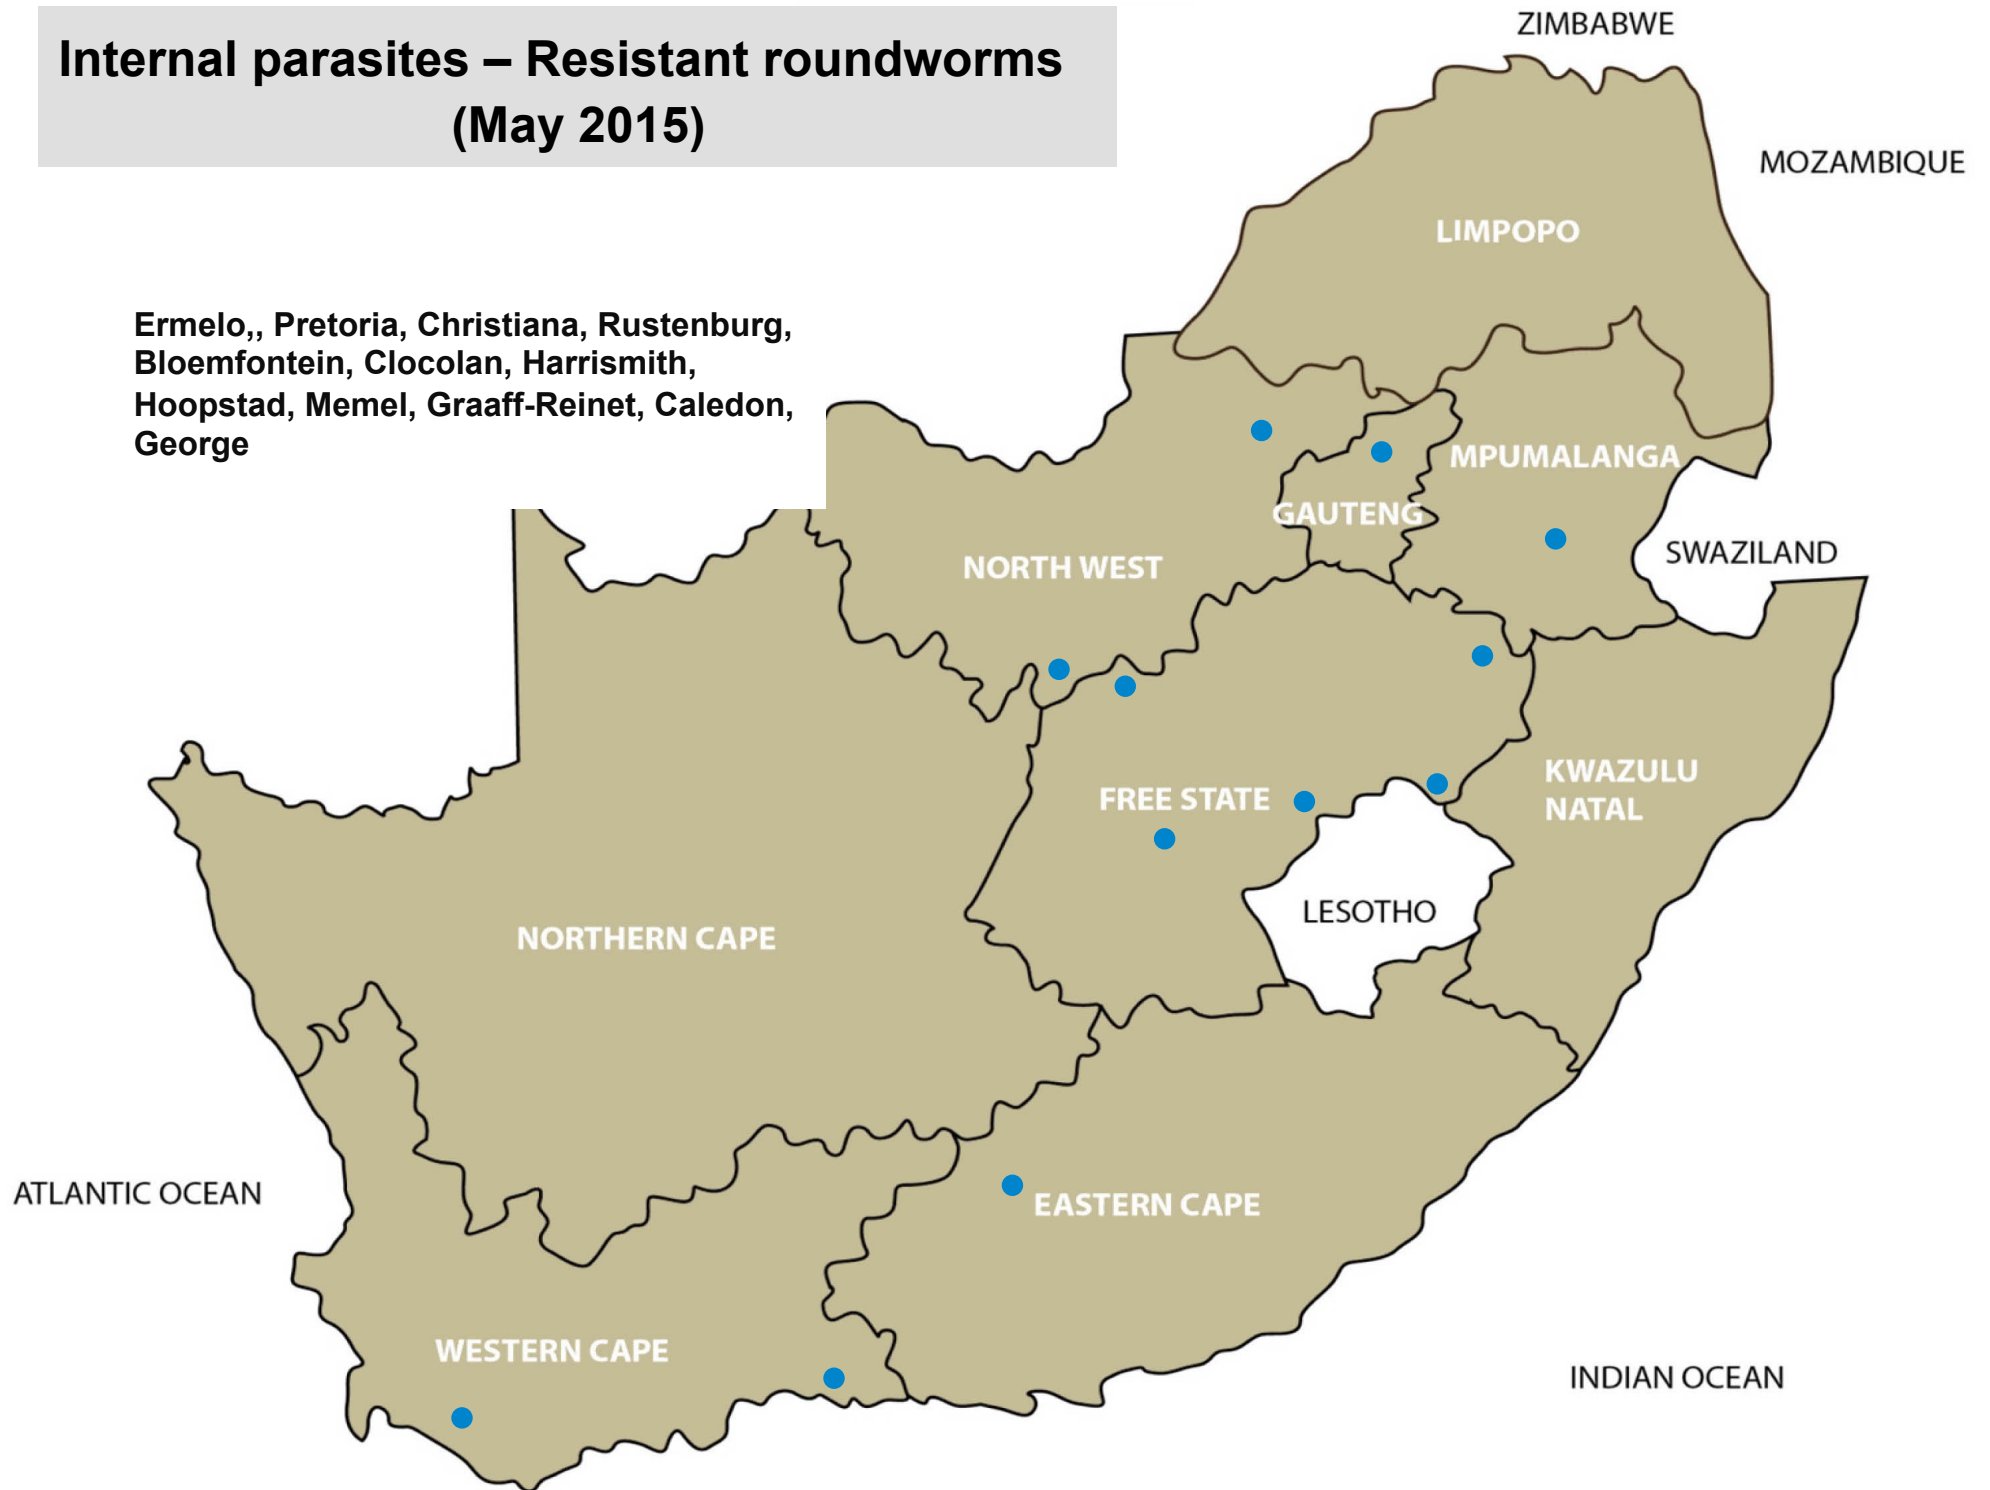 Internal parasites – Resistant roundworms
(May 2015)
ZIMBABWE
MOZAMBIQUE
LIMPOPO
Ermelo,, Pretoria, Christiana, Rustenburg,
Bloemfontein, Clocolan, Harrismith,
Hoopstad, Memel, Graaff-Reinet, Caledon,
George
MPUMALANGA
GAUTENG
NORTH WEST
SWAZILAND
KWAZULU
NATAL
FREE STATE
LESOTHO
NORTHERN CAPE
ATLANTIC OCEAN
EASTERN CAPE
WESTERN CAPE
INDIAN OCEAN